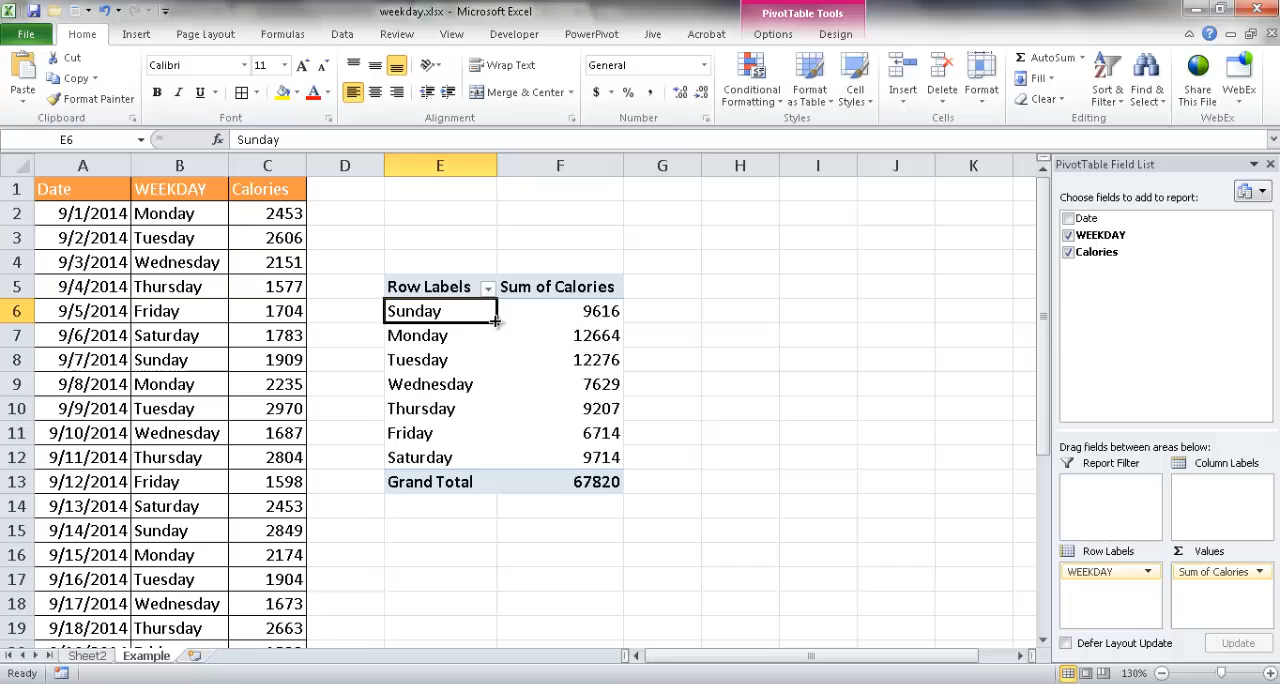 weekday.xlsx - Microsoft Excel
PivotTable Tools
File Home Insert Page Layout Formulas Data Review View Developer PowerPivot Jive Acrobat Options Design
Paste
Cut
Copy
Format Painter
Clipboard
Calibri 11
B I U
Font
Wrap Text
Merge & Center
Alignment
General
$ % ,
Number
Conditional Formatting
Format as Table
Cell Styles
Styles
Insert
Delete
Format
Cells
Σ AutoSum
Fill
Clear
Sort & Filter
Find & Select
Editing
Share This File
WebEx
WebEx
E6 fx Sunday
A B C D E F G H I J K
1 Date WEEKDAY Calories
2 9/1/2014 Monday 2453
3 9/2/2014 Tuesday 2606
4 9/3/2014 Wednesday 2151
5 9/4/2014 Thursday 1577 Row Labels Sum of Calories
6 9/5/2014 Friday 1704 Sunday 9616
7 9/6/2014 Saturday 1783 Monday 12664
8 9/7/2014 Sunday 1909 Tuesday 12276
9 9/8/2014 Monday 2235 Wednesday 7629
10 9/9/2014 Tuesday 2970 Thursday 9207
11 9/10/2014 Wednesday 1687 Friday 6714
12 9/11/2014 Thursday 2804 Saturday 9714
13 9/12/2014 Friday 1598 Grand Total 67820
14 9/13/2014 Saturday 2453
15 9/14/2014 Sunday 2849
16 9/15/2014 Monday 2174
17 9/16/2014 Tuesday 1904
18 9/17/2014 Wednesday 1673
19 9/18/2014 Thursday 2663
PivotTable Field List
Choose fields to add to report:
Date
WEEKDAY
Calories
Drag fields between areas below:
Report Filter Column Labels
Row Labels Σ Values
WEEKDAY Sum of Calories
Defer Layout Update Update
Sheet2 Example
Ready 130%